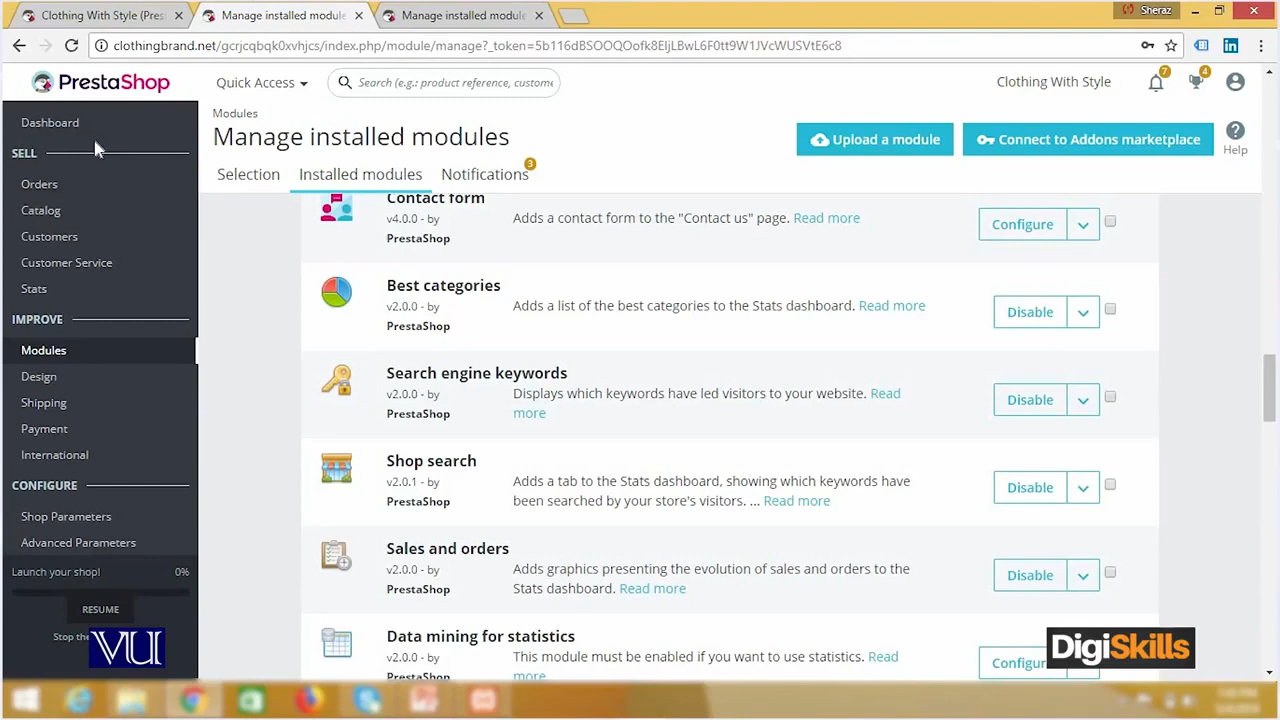 Clothing With Style (Pres
Manage installed module
Manage installed module
Sheraz
clothingbrand.net/gcrjcqbqk0xvhjcs/index.php/module/manage?_token=5b116dBSOOQOofk8EIjLBwL6F0tt9W1JVcWUSVtE6c8
PrestaShop
Quick Access
Search (e.g.: product reference, custome
Clothing With Style
7
4
Dashboard
SELL
Orders
Catalog
Customers
Customer Service
Stats
IMPROVE
Modules
Design
Shipping
Payment
International
CONFIGURE
Shop Parameters
Advanced Parameters
Launch your shop! 0%
RESUME
Stop the
VU
Modules
Manage installed modules
Upload a module
Connect to Addons marketplace
Help
Selection
Installed modules
Notifications
3
Contact form
v4.0.0 - by
PrestaShop
Adds a contact form to the "Contact us" page. Read more
Configure
Best categories
v2.0.0 - by
PrestaShop
Adds a list of the best categories to the Stats dashboard. Read more
Disable
Search engine keywords
v2.0.0 - by
PrestaShop
Displays which keywords have led visitors to your website. Read
more
Disable
Shop search
v2.0.1 - by
PrestaShop
Adds a tab to the Stats dashboard, showing which keywords have
been searched by your store's visitors. ... Read more
Disable
Sales and orders
v2.0.0 - by
PrestaShop
Adds graphics presenting the evolution of sales and orders to the
Stats dashboard. Read more
Disable
Data mining for statistics
v2.0.0 - by
PrestaShop
This module must be enabled if you want to use statistics. Read
more
Configur
DigiSkills